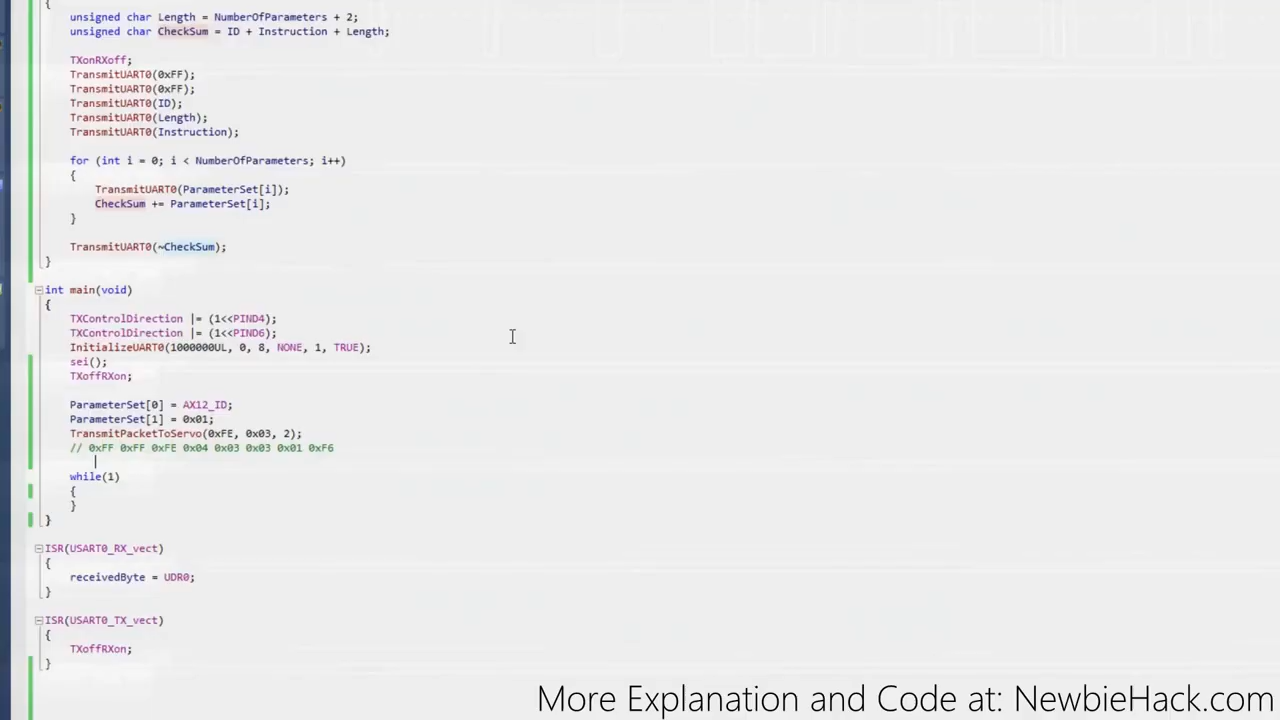 {
unsigned char Length = NumberOfParameters + 2;
unsigned char CheckSum = ID + Instruction + Length;
TXonRXoff;
TransmitUART0(0xFF);
TransmitUART0(0xFF);
TransmitUART0(ID);
TransmitUART0(Length);
TransmitUART0(Instruction);
for (int i = 0; i < NumberOfParameters; i++)
{
TransmitUART0(ParameterSet[i]);
CheckSum += ParameterSet[i];
}
TransmitUART0(~CheckSum);
}
int main(void)
{
TXControlDirection |= (1<<PIND4);
TXControlDirection |= (1<<PIND6);
InitializeUART0(1000000UL, 0, 8, NONE, 1, TRUE);
sei();
TXoffRXon;
ParameterSet[0] = AX12_ID;
ParameterSet[1] = 0x01;
TransmitPacketToServo(0xFE, 0x03, 2);
// 0xFF 0xFF 0xFE 0x04 0x03 0x03 0x01 0xF6
while(1)
{
}
}
ISR(USART0_RX_vect)
{
receivedByte = UDR0;
}
ISR(USART0_TX_vect)
{
TXoffRXon;
}
More Explanation and Code at: NewbieHack.com